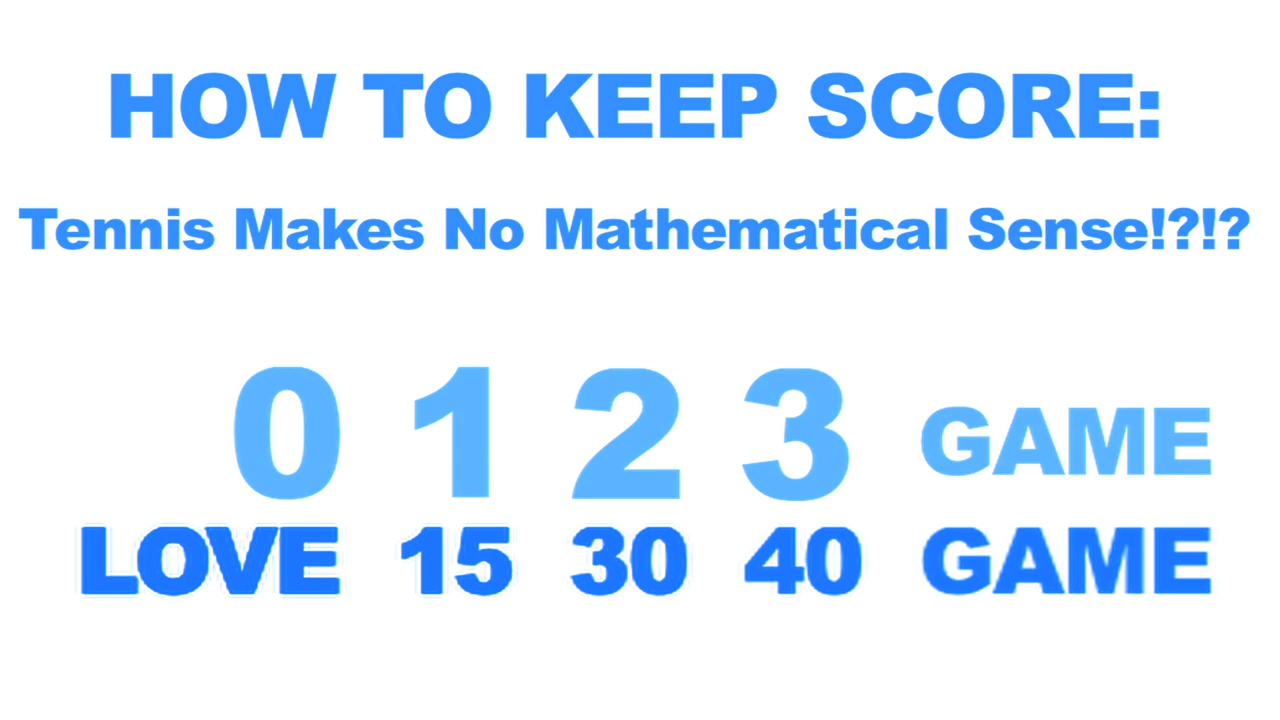 HOW TO KEEP SCORE:
Tennis Makes No Mathematical Sense!?!?
0 1 2 3 GAME
LOVE 15 30 40 GAME